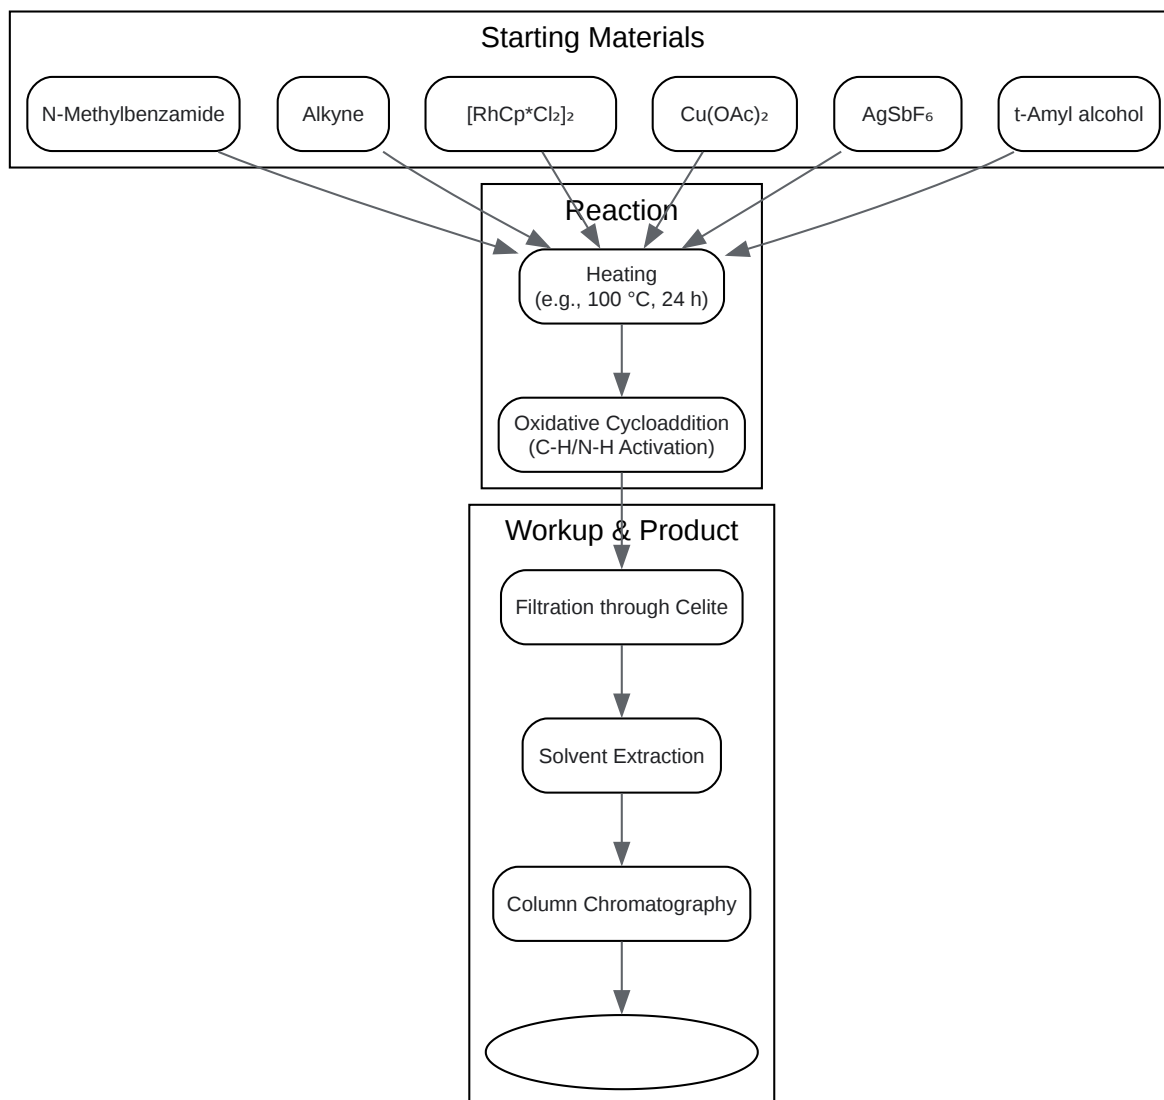 Starting Materials
N-Methylbenzamide
Alkyne
[RhCp*Cl₂]₂
Cu(OAc)₂
AgSbF₆
t-Amyl alcohol
Reaction
Heating
(e.g., 100 °C, 24 h)
Oxidative Cycloaddition
(C-H/N-H Activation)
Workup & Product
Filtration through Celite
Solvent Extraction
Column Chromatography